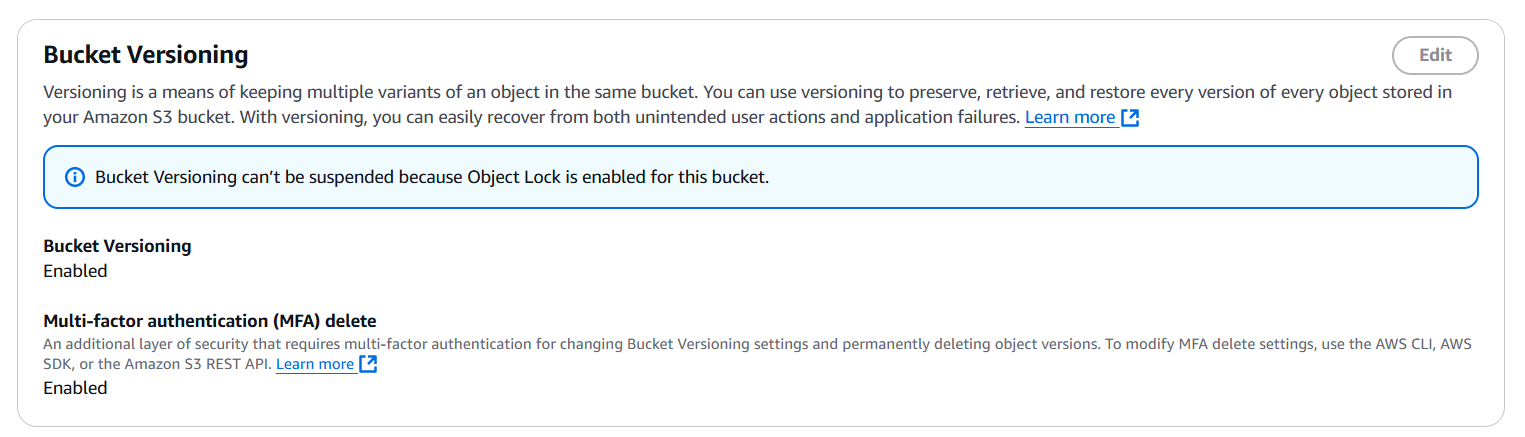 Bucket Versioning
Edit
Versioning is a means of keeping multiple variants of an object in the same bucket. You can use versioning to preserve, retrieve, and restore every version of every object stored in
your Amazon S3 bucket. With versioning, you can easily recover from both unintended user actions and application failures. Learn more
Bucket Versioning can’t be suspended because Object Lock is enabled for this bucket.
Bucket Versioning
Enabled
Multi-factor authentication (MFA) delete
An additional layer of security that requires multi-factor authentication for changing Bucket Versioning settings and permanently deleting object versions. To modify MFA delete settings, use the AWS CLI, AWS
SDK, or the Amazon S3 REST API. Learn more
Enabled